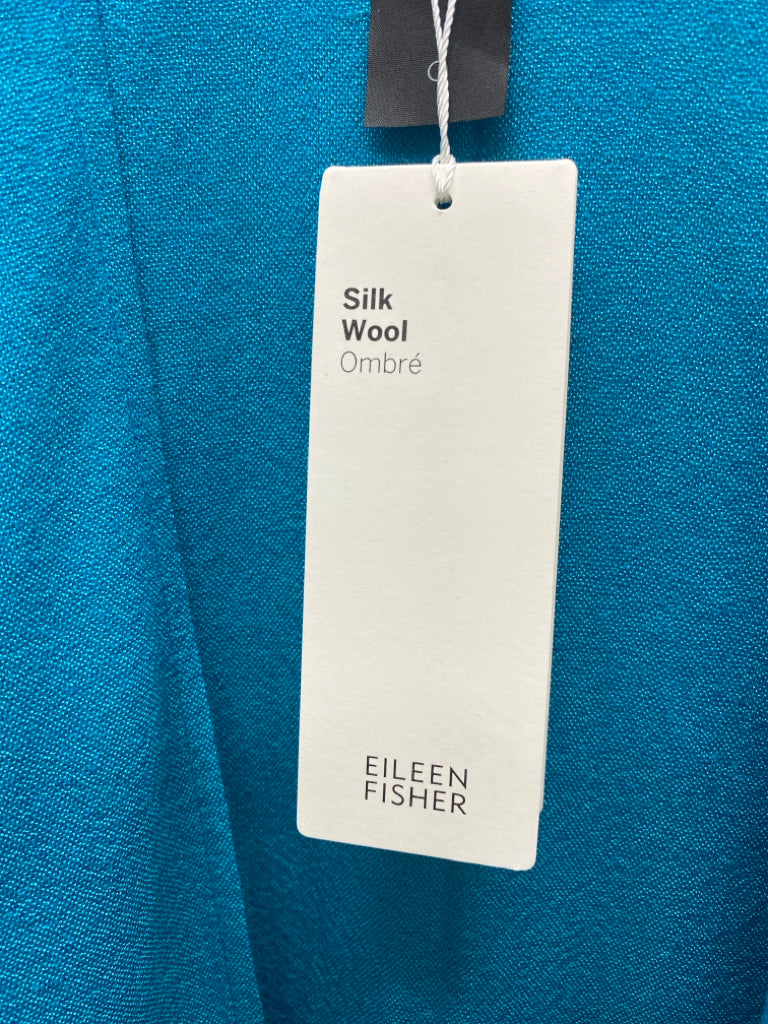 Silk
Wool
Ombré
EILEEN
FISHER